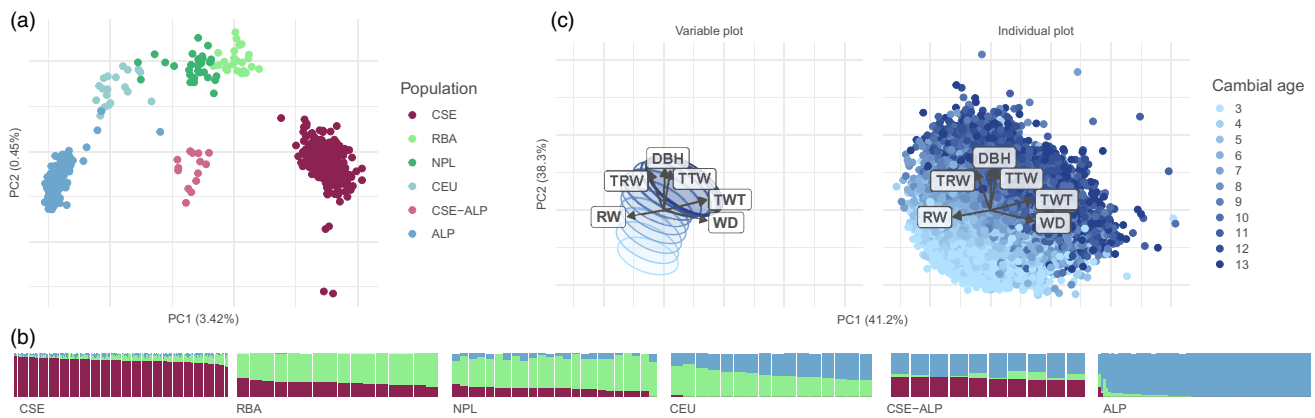 (a)
PC2 (0.45%)
PC1 (3.42%)
Population
CSE
RBA
NPL
CEU
CSE−ALP
ALP
(c)
Variable plot
Individual plot
PC2 (38.3%)
PC1 (41.2%)
DBH
TRW
TTW
TWT
RW
WD
DBH
TRW
TTW
TWT
RW
WD
Cambial age
3
4
5
6
7
8
9
10
11
12
13
(b)
CSE
RBA
NPL
CEU
CSE−ALP
ALP